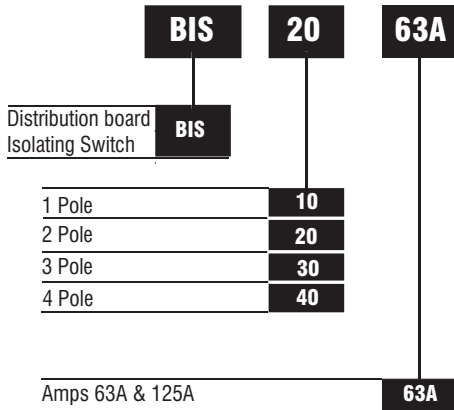 BIS 20 63A
Distribution board
Isolating Switch BIS
1 Pole 10
2 Pole 20
3 Pole 30
4 Pole 40
Amps 63A & 125A 63A